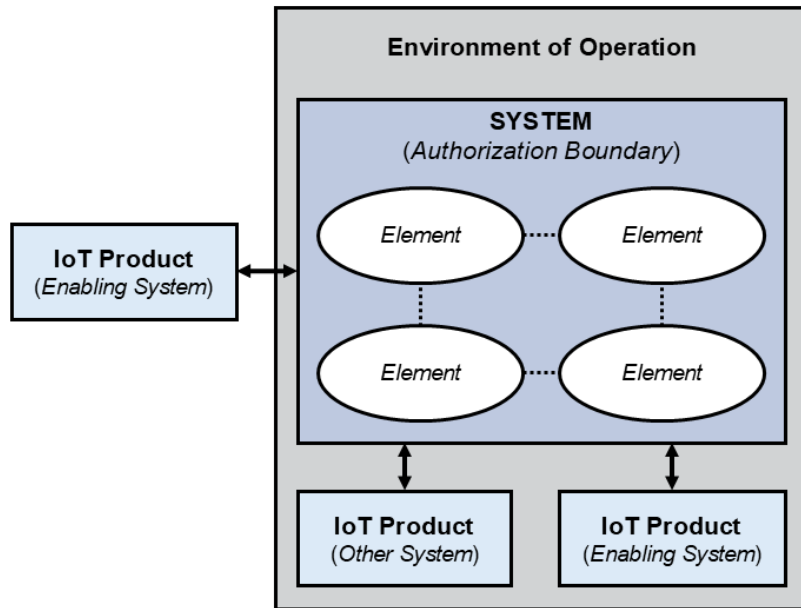 Environment of Operation
SYSTEM
(Authorization Boundary)
Element
Element
IoT Product
(Enabling System)
Element
Element
IoT Product
(Other System)
IoT Product
(Enabling System)